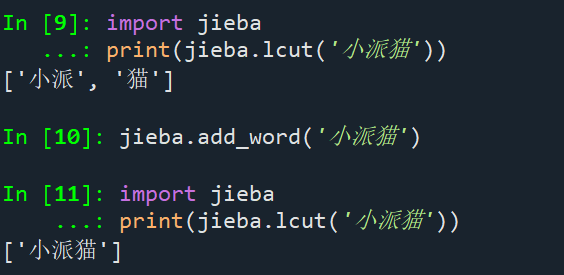 In [9]: import jieba
...: print(jieba.lcut('小派猫'))
['小派', '猫']
In [10]: jieba.add_word('小派猫')
In [11]: import jieba
...: print(jieba.lcut('小派猫'))
['小派猫']